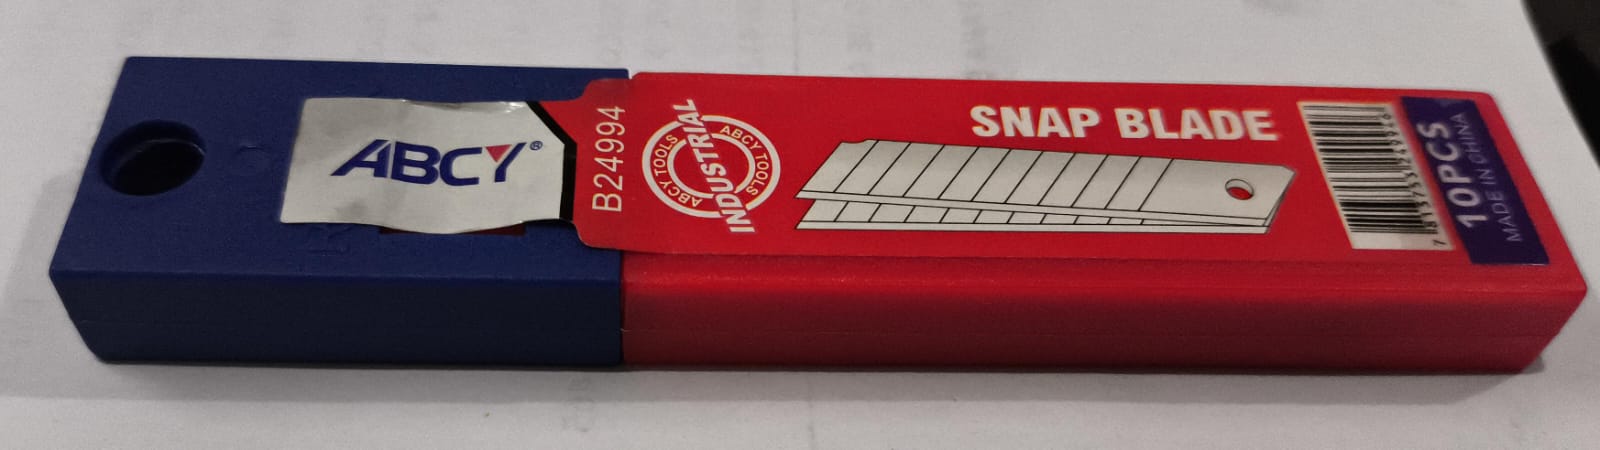 ABCY®
B24994
ABCY TOOLS
INDUSTRIAL
ABCY TOOLS
SNAP BLADE
10PCS
MADE IN CHINA